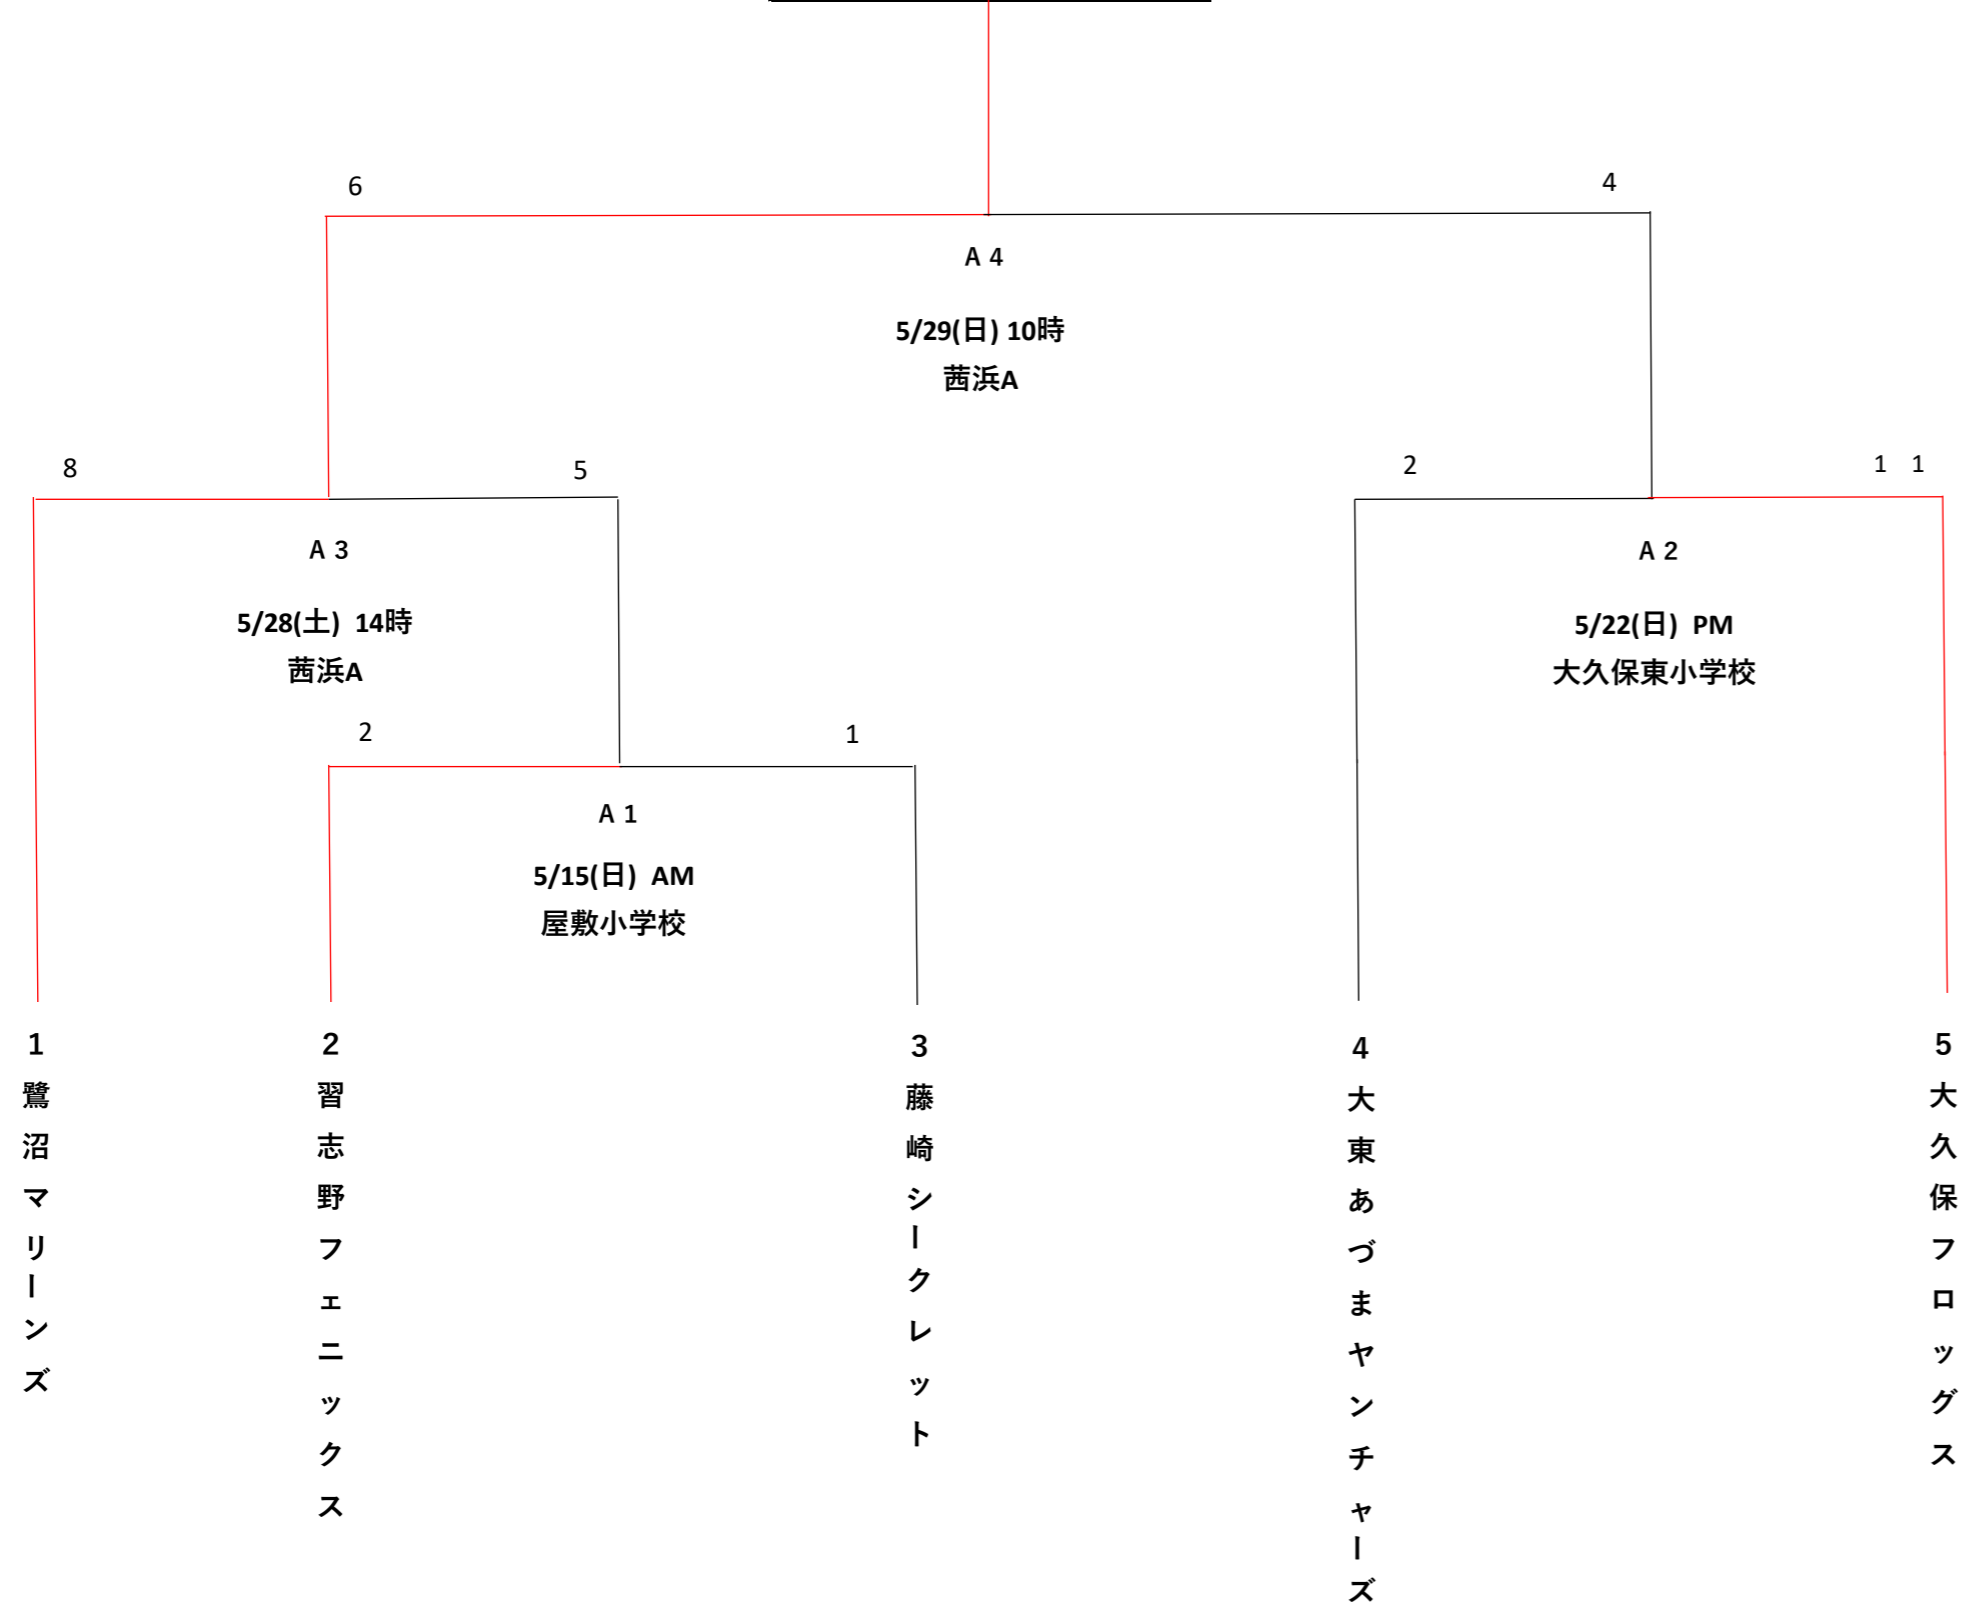 6
4
A 4
5/29(日) 10時
茜浜A
8
5
2
1 1
A 3
A 2
5/28(土) 14時
茜浜A
5/22(日) PM
大久保東小学校
2
1
A 1
5/15(日) AM
屋敷小学校
1鷺沼マリーンズ
2習志野フェニックス
3藤崎シークレット
4大東あづまヤンチャーズ
5大久保フロッグス